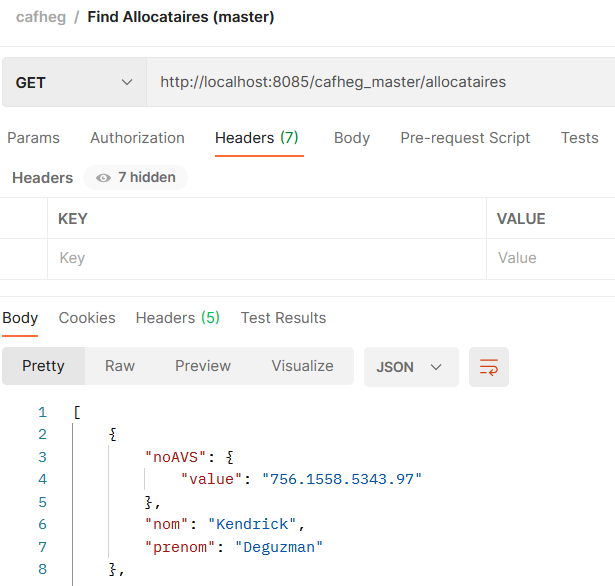 cafheg / Find Allocataires (master)
GET http://localhost:8085/cafheg_master/allocataires
Params Authorization Headers (7) Body Pre-request Script Tests
Headers 7 hidden
KEY VALUE
Key Value
Body Cookies Headers (5) Test Results
Pretty Raw Preview Visualize JSON
1 [
2 {
3 "noAVS": {
4 "value": "756.1558.5343.97"
5 },
6 "nom": "Kendrick",
7 "prenom": "Deguzman"
8 },